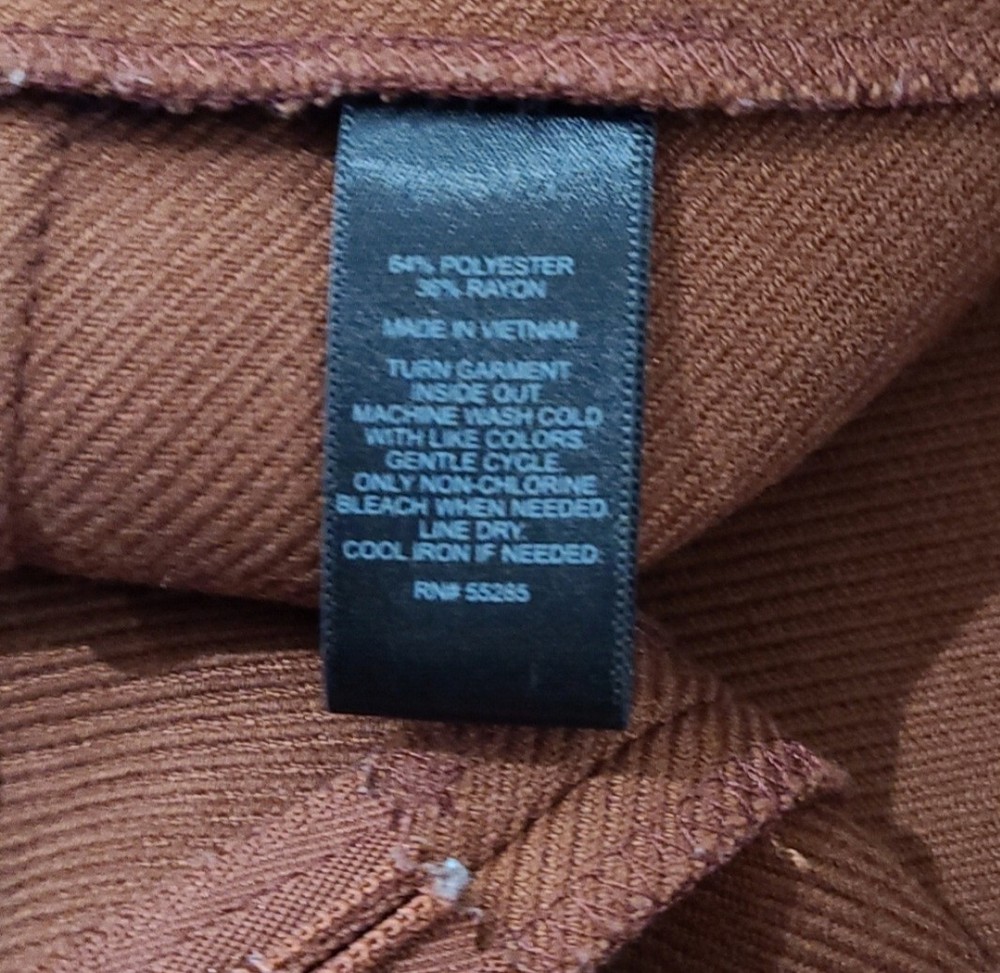 64% POLYESTER
36% RAYON
MADE IN VIETNAM
TURN GARMENT
INSIDE OUT
MACHINE WASH COLD
WITH LIKE COLORS.
GENTLE CYCLE.
ONLY NON-CHLORINE
BLEACH WHEN NEEDED.
LINE DRY.
COOL IRON IF NEEDED.
RN# 55285